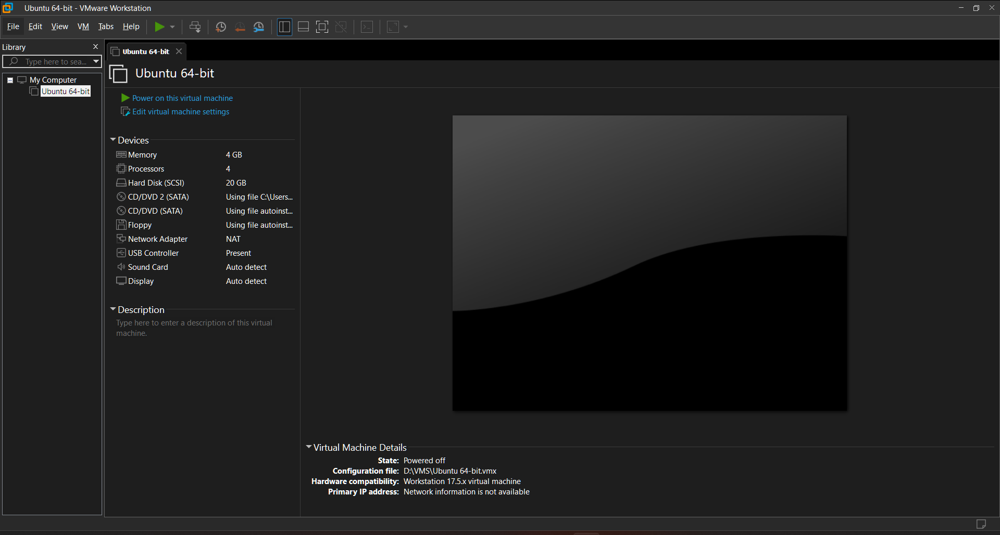 Ubuntu 64-bit - VMware Workstation
File Edit View VM Tabs Help
Library
Type here to sea...
My Computer
Ubuntu 64-bit
Ubuntu 64-bit
Ubuntu 64-bit
Power on this virtual machine
Edit virtual machine settings
Devices
Memory 4 GB
Processors 4
Hard Disk (SCSI) 20 GB
CD/DVD 2 (SATA) Using file C:\Users...
CD/DVD (SATA) Using file autoinst...
Floppy Using file autoinst...
Network Adapter NAT
USB Controller Present
Sound Card Auto detect
Display Auto detect
Description
Type here to enter a description of this virtual
machine.
Virtual Machine Details
State: Powered off
Configuration file: D:\VMS\Ubuntu 64-bit.vmx
Hardware compatibility: Workstation 17.5.x virtual machine
Primary IP address: Network information is not available